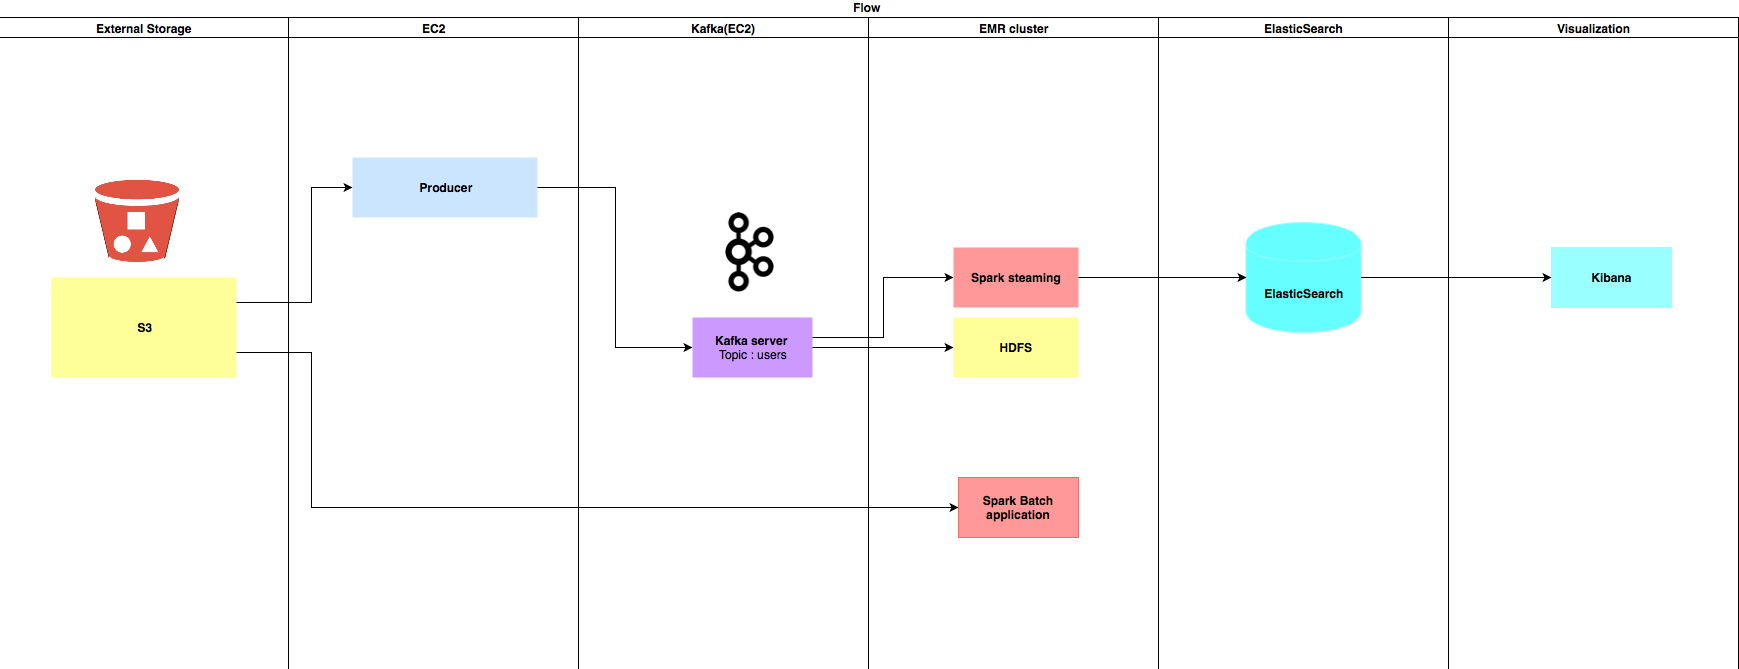 Flow
External Storage
EC2
Kafka(EC2)
EMR cluster
ElasticSearch
Visualization
Producer
S3
Kafka server
Topic : users
Spark steaming
HDFS
Spark Batch
application
ElasticSearch
Kibana